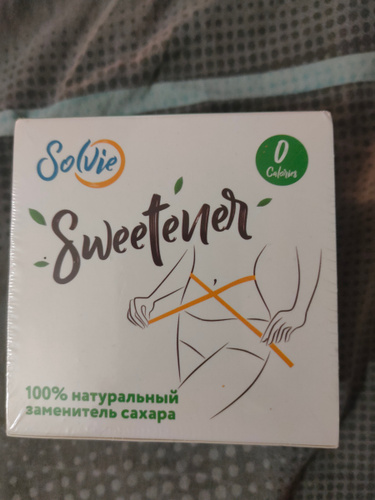 Solvie
0
Calories
Sweetener
100% натуральный
заменитель сахара